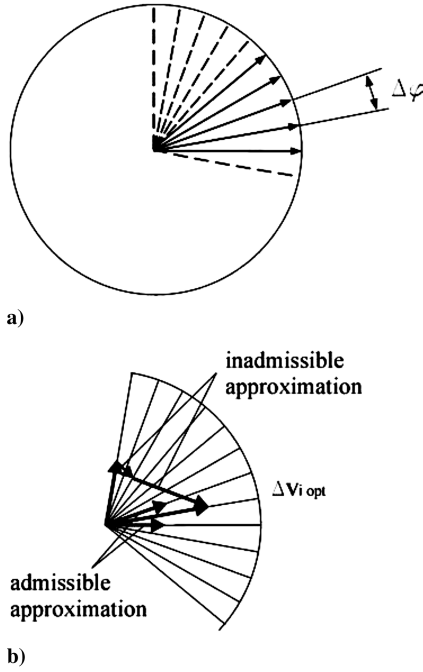 Δφ
a)
inadmissible
approximation
ΔVi opt
admissible
approximation
b)